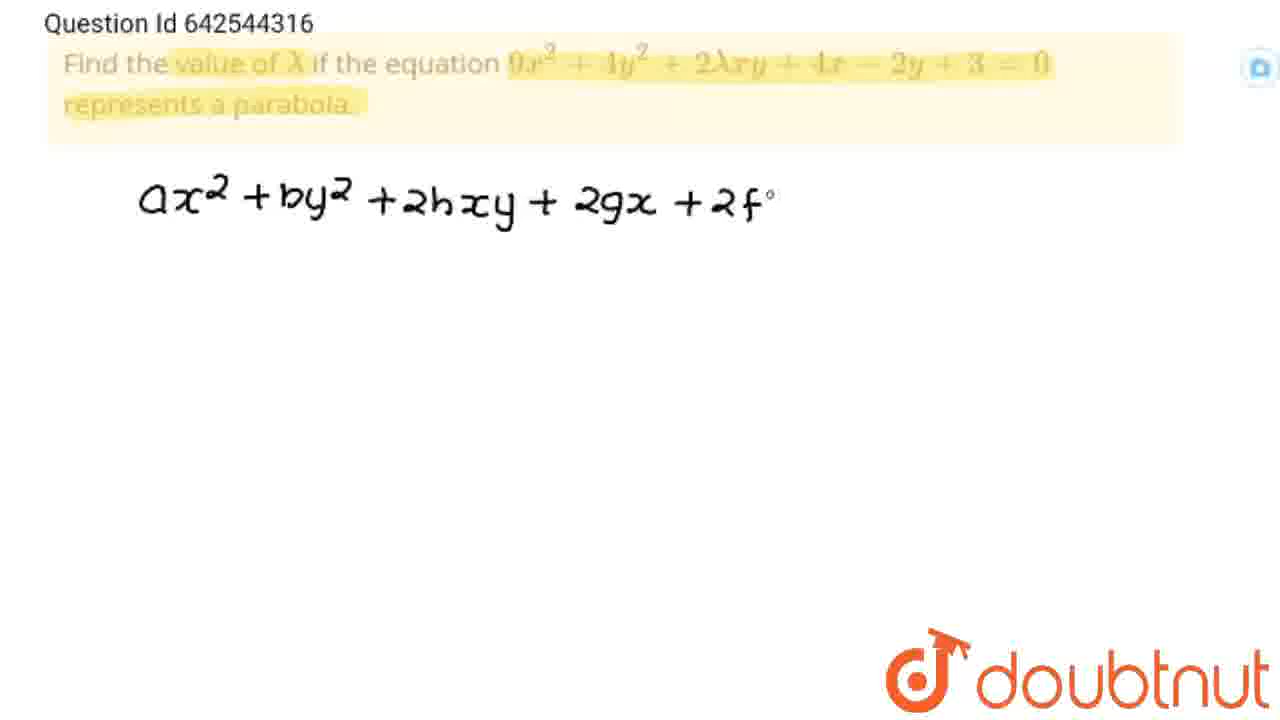 Question Id 642544316
Find the value of λ if the equation 9x² + 4y² + 2λxy + 4x − 2y + 3 = 0
represents a parabola.
ax² + by² + 2hxy + 2gx + 2f
doubtnut